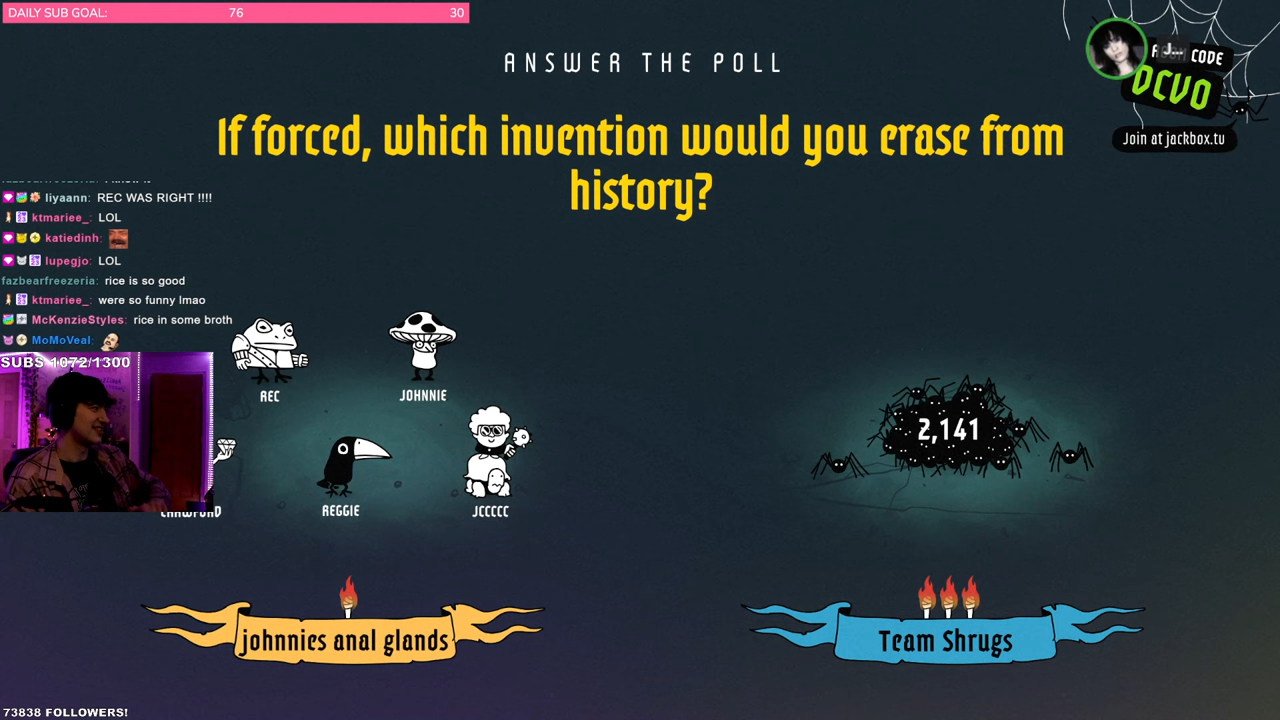 DAILY SUB GOAL: 76 30
ANSWER THE POLL
J... CODE
DCVO
Join at jackbox.tv
If forced, which invention would you erase from
history?
liyaann: REC WAS RIGHT !!!!
ktmariee_: LOL
katiedinh:
lupegjo: LOL
fazbearfreezeria: rice is so good
ktmariee_: were so funny lmao
McKenzieStyles: rice in some broth
MoMoVeal:
SUBS 1072/1300
REC
JOHNNIE
2,141
REGGIE
JCCCCC
johnnies anal glands
Team Shrugs
73838 FOLLOWERS!